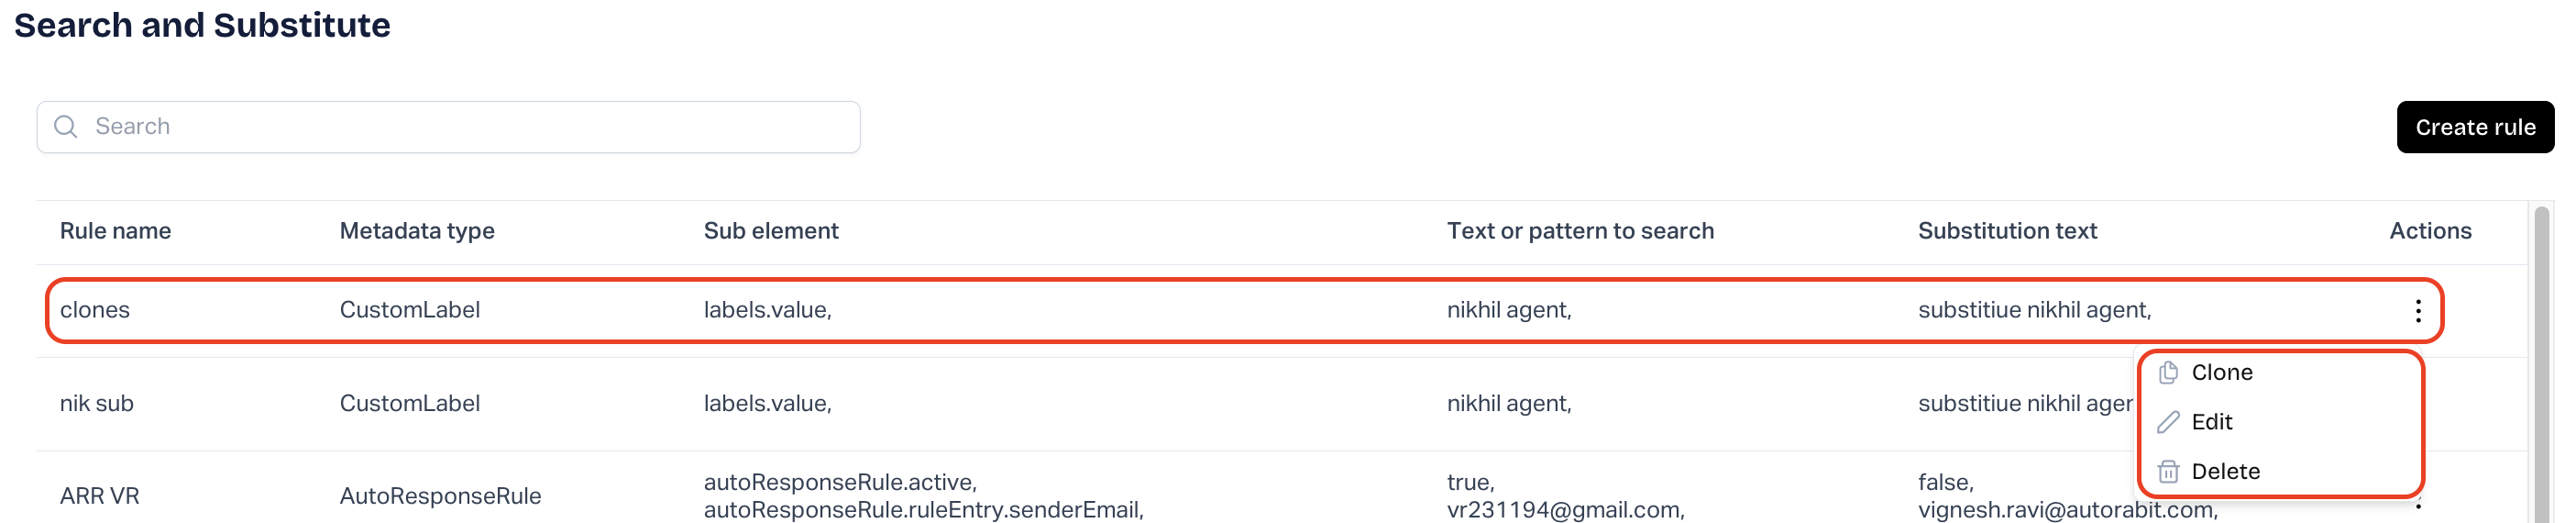 Search and Substitute
Search
Create rule
Rule name Metadata type Sub element Text or pattern to search Substitution text Actions
clones CustomLabel labels.value, nikhil agent, substitiue nikhil agent,
Clone
nik sub CustomLabel labels.value, nikhil agent, substitiue nikhil ager
Edit
Delete
ARR VR AutoResponseRule autoResponseRule.active, true, false,
autoResponseRule.ruleEntry.senderEmail, vr231194@gmail.com, vignesh.ravi@autorabit.com,